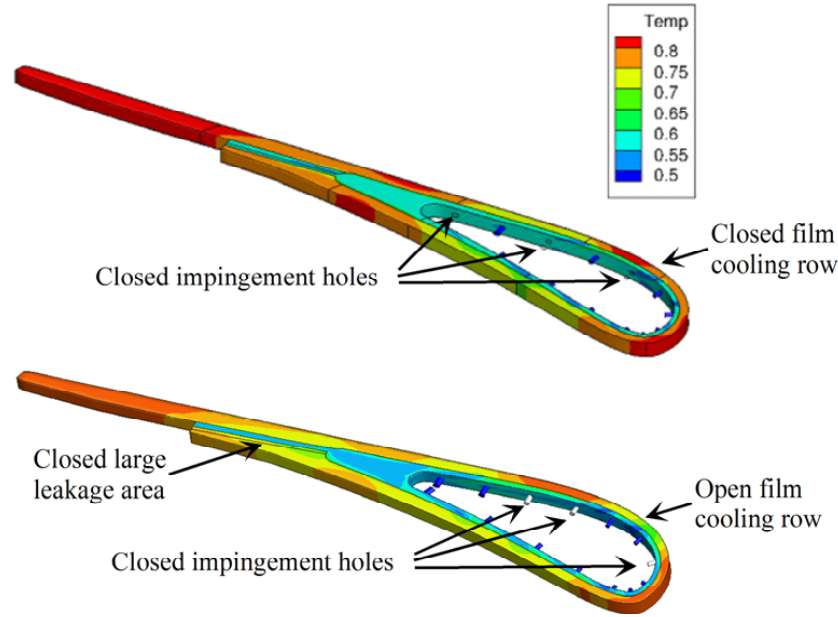 Temp
0.8
0.75
0.7
0.65
0.6
0.55
0.5
Closed film
cooling row
Closed impingement holes
Closed large
leakage area
Open film
cooling row
Closed impingement holes